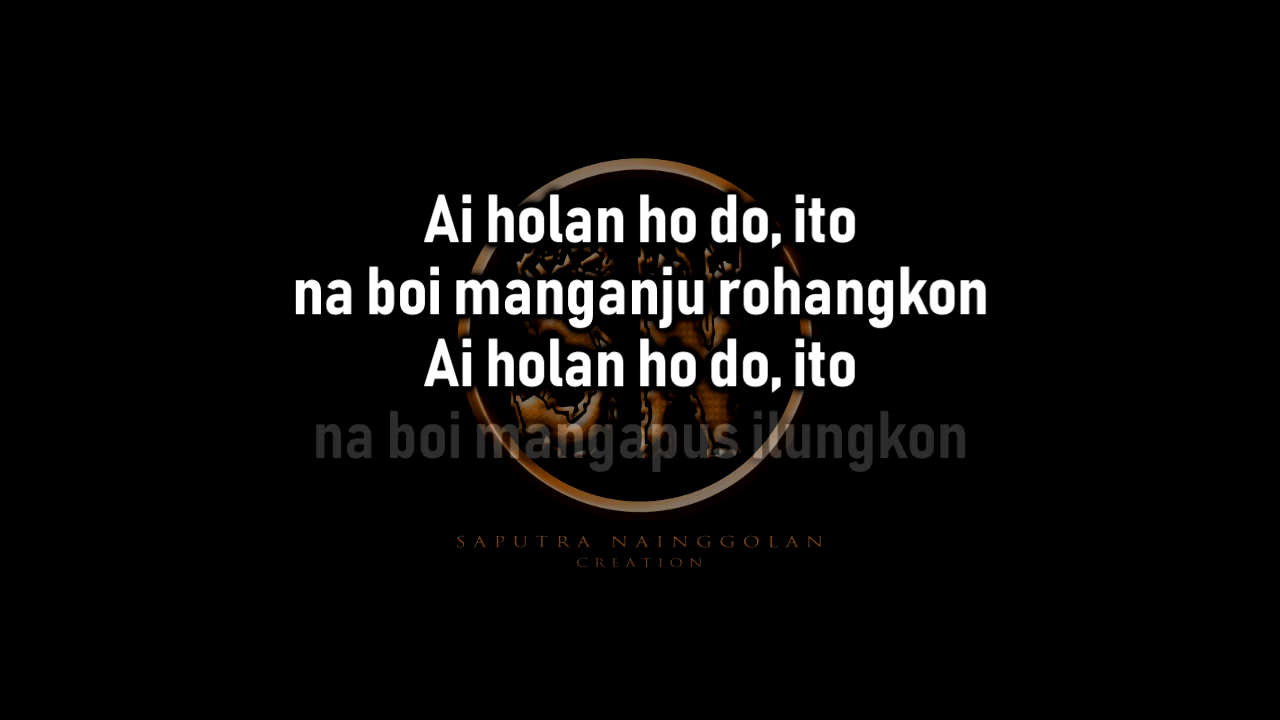 Ai holan ho do, ito
na boi manganju rohangkon
Ai holan ho do, ito
na boi mangapus ilungkon
SAPUTRA NAINGGOLAN
CREATION